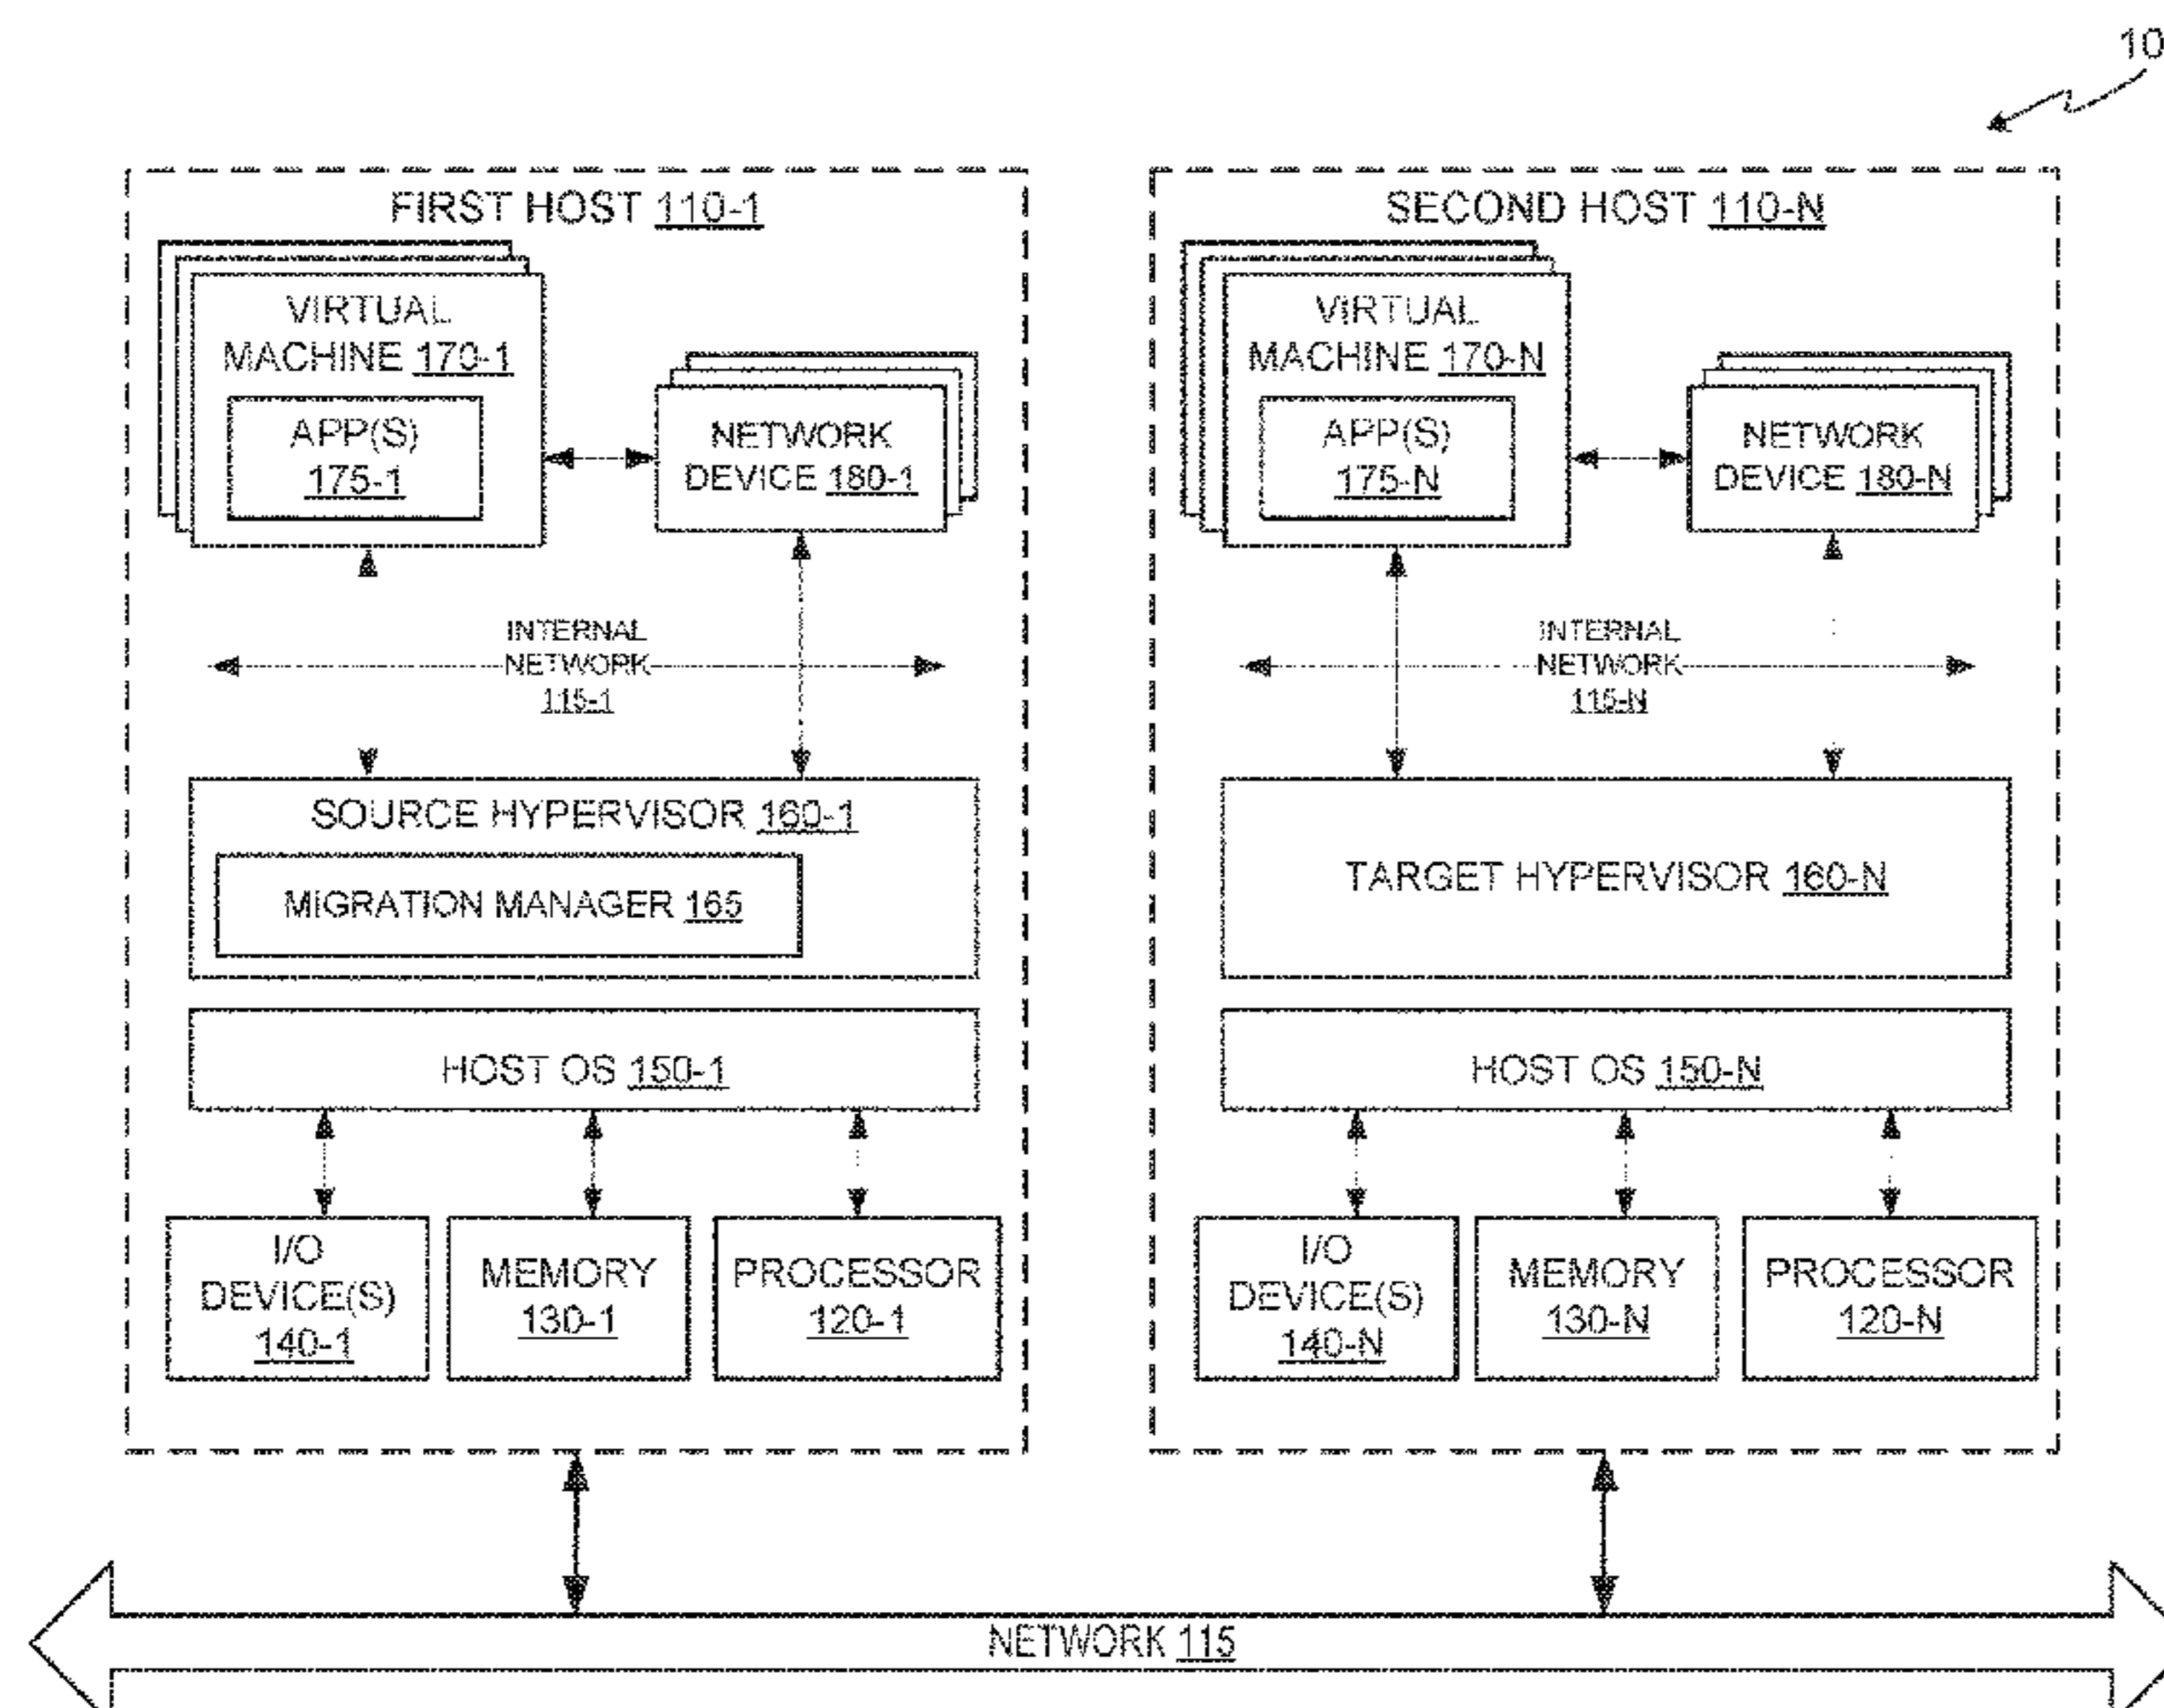 10
FIRST HOST 110-1
VIRTUAL
MACHINE 170-1
APP(S)
175-1
NETWORK
DEVICE 180-1
INTERNAL
NETWORK
115-1
SOURCE HYPERVISOR 160-1
MIGRATION MANAGER 165
HOST OS 150-1
I/O
DEVICE(S)
140-1
MEMORY
130-1
PROCESSOR
120-1
SECOND HOST 110-N
VIRTUAL
MACHINE 170-N
APP(S)
175-N
NETWORK
DEVICE 180-N
INTERNAL
NETWORK
115-N
TARGET HYPERVISOR 160-N
HOST OS 150-N
I/O
DEVICE(S)
140-N
MEMORY
130-N
PROCESSOR
120-N
NETWORK 115